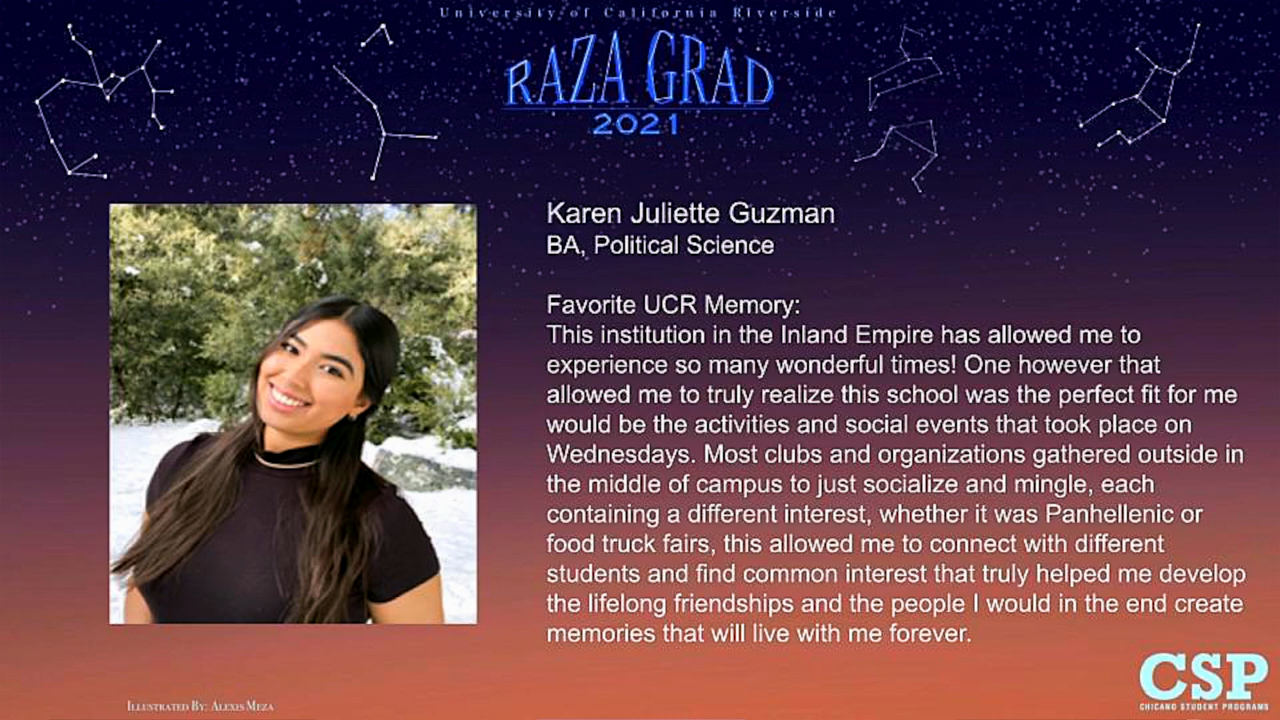 University of California Riverside
RAZA GRAD
2021
Karen Juliette Guzman
BA, Political Science
Favorite UCR Memory:
This institution in the Inland Empire has allowed me to
experience so many wonderful times! One however that
allowed me to truly realize this school was the perfect fit for me
would be the activities and social events that took place on
Wednesdays. Most clubs and organizations gathered outside in
the middle of campus to just socialize and mingle, each
containing a different interest, whether it was Panhellenic or
food truck fairs, this allowed me to connect with different
students and find common interest that truly helped me develop
the lifelong friendships and the people I would in the end create
memories that will live with me forever.
CSP
CHICANO STUDENT PROGRAMS
ILLUSTRATED BY: ALEXIS MEZA